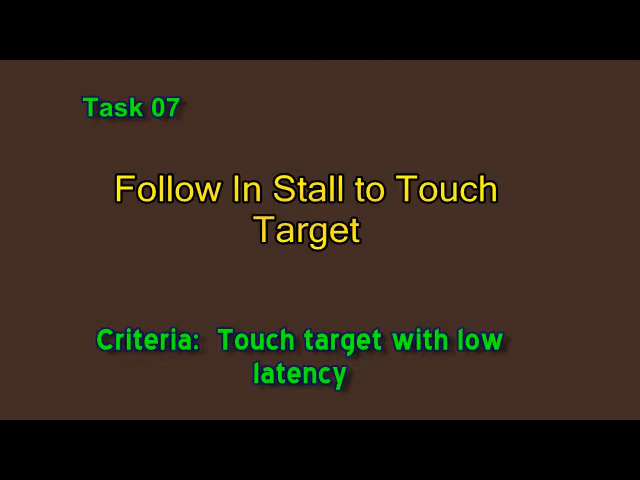 Task 07
Follow In Stall to Touch
Target
Criteria:  Touch target with low
latency